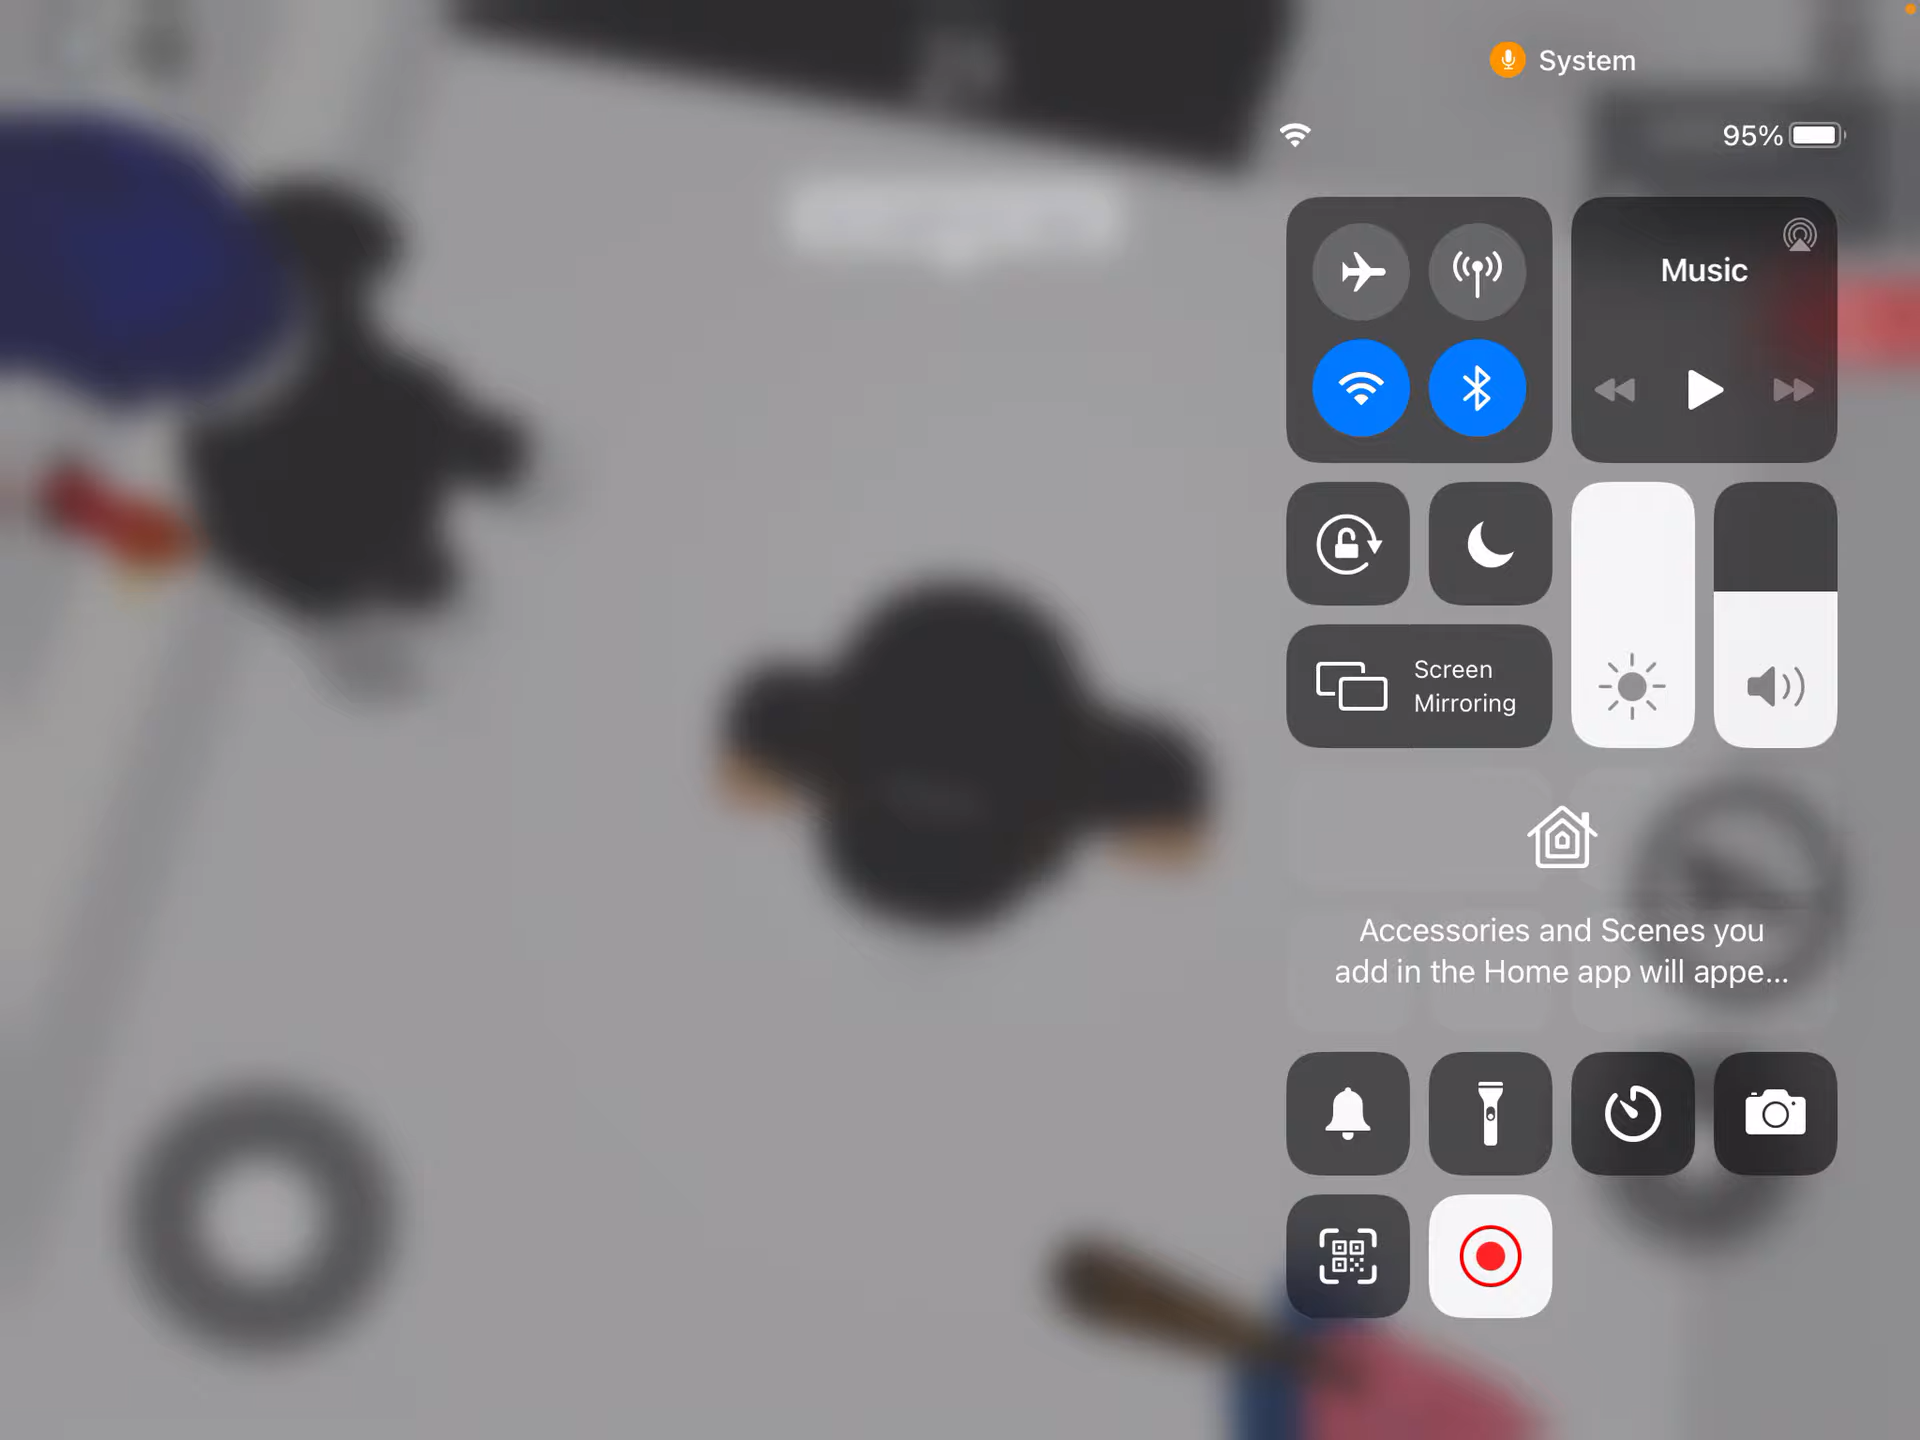 System
95%
Music
Screen
Mirroring
Accessories and Scenes you
add in the Home app will appe...